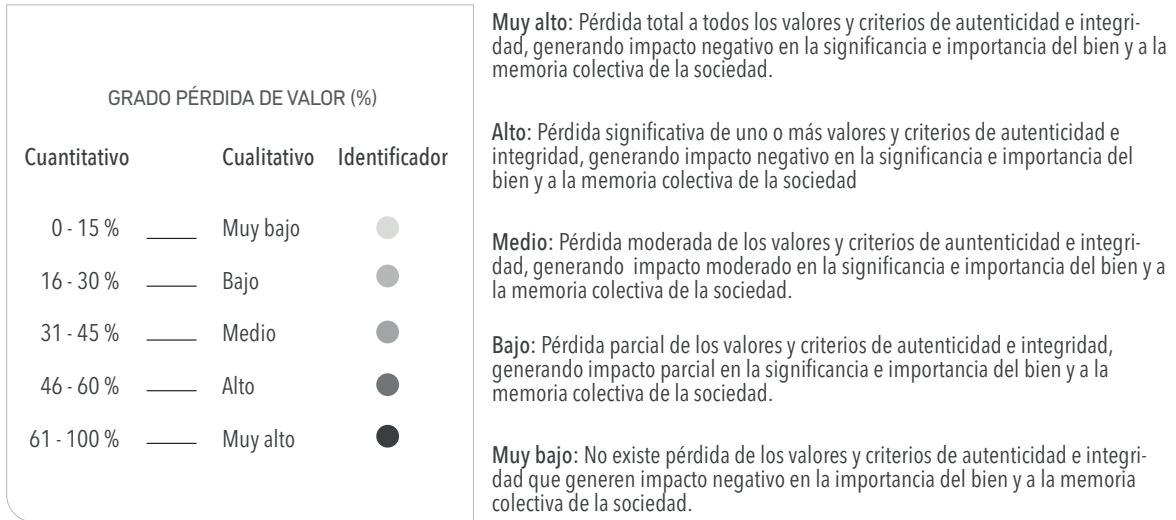 GRADO PÉRDIDA DE VALOR (%)
Cuantitativo Cualitativo Identificador
0 - 15 % Muy bajo
16 - 30 % Bajo
31 - 45 % Medio
46 - 60 % Alto
61 - 100 % Muy alto
Muy alto: Pérdida total a todos los valores y criterios de autenticidad e integri-
dad, generando impacto negativo en la significancia e importancia del bien y a la
memoria colectiva de la sociedad.
Alto: Pérdida significativa de uno o más valores y criterios de autenticidad e
integridad, generando impacto negativo en la significancia e importancia del
bien y a la memoria colectiva de la sociedad
Medio: Pérdida moderada de los valores y criterios de auntenticidad e integri-
dad, generando impacto moderado en la significancia e importancia del bien y a
la memoria colectiva de la sociedad.
Bajo: Pérdida parcial de los valores y criterios de autenticidad e integridad,
generando impacto parcial en la significancia e importancia del bien y a la
memoria colectiva de la sociedad.
Muy bajo: No existe pérdida de los valores y criterios de autenticidad e integri-
dad que generen impacto negativo en la importancia del bien y a la memoria
colectiva de la sociedad.